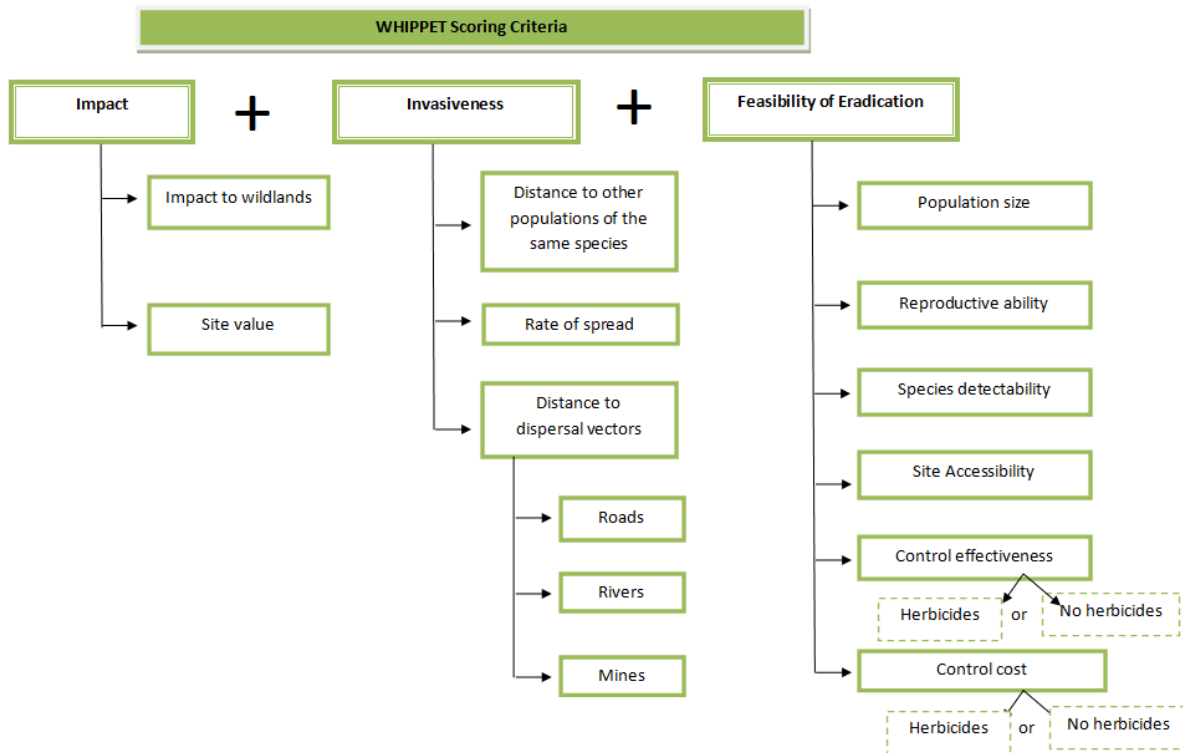 WHIPPET Scoring Criteria
Impact
+
Invasiveness
+
Feasibility of Eradication
Impact to wildlands
Site value
Distance to other
populations of the
same species
Rate of spread
Distance to
dispersal vectors
Roads
Rivers
Mines
Population size
Reproductive ability
Species detectability
Site Accessibility
Control effectiveness
Herbicides or No herbicides
Control cost
Herbicides or No herbicides